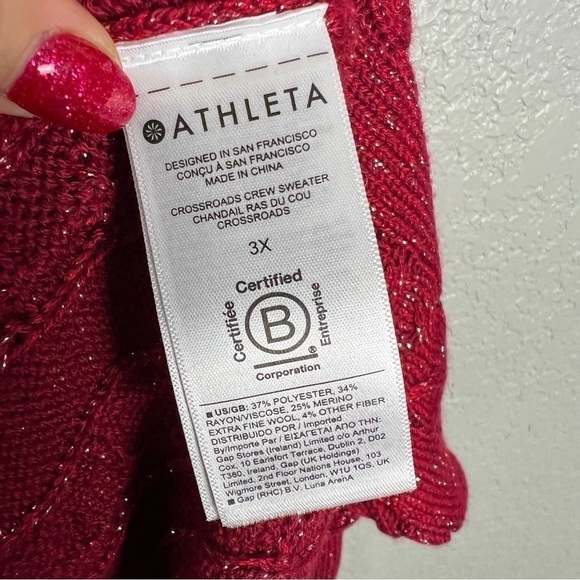 ATHLETA
DESIGNED IN SAN FRANCISCO
CONÇU À SAN FRANCISCO
MADE IN CHINA
CROSSROADS CREW SWEATER
CHANDAIL RAS DU COU
CROSSROADS
3X
Certified
Certifiée
B
Entreprise
®
Corporation
■ US/GB: 37% POLYESTER, 34%
RAYON/VISCOSE, 25% MERINO
EXTRA FINE WOOL, 4% OTHER FIBER
DISTRIBUIDO POR / Imported
By/Importe Par / ΕΙΣΑΓΕΤΑΙ ΑΠΟ ΤΗΝ:
Gap Stores (Ireland) Limited c/o Arthur
Cox, 10 Earlsfort Terrace, Dublin 2, D02
T380, Ireland. Gap (UK Holdings)
Limited, 2nd Floor Nations House, 103
Wigmore Street, London, W1U 1QS, UK
■ Gap (RHC) B.V. Luna ArenA